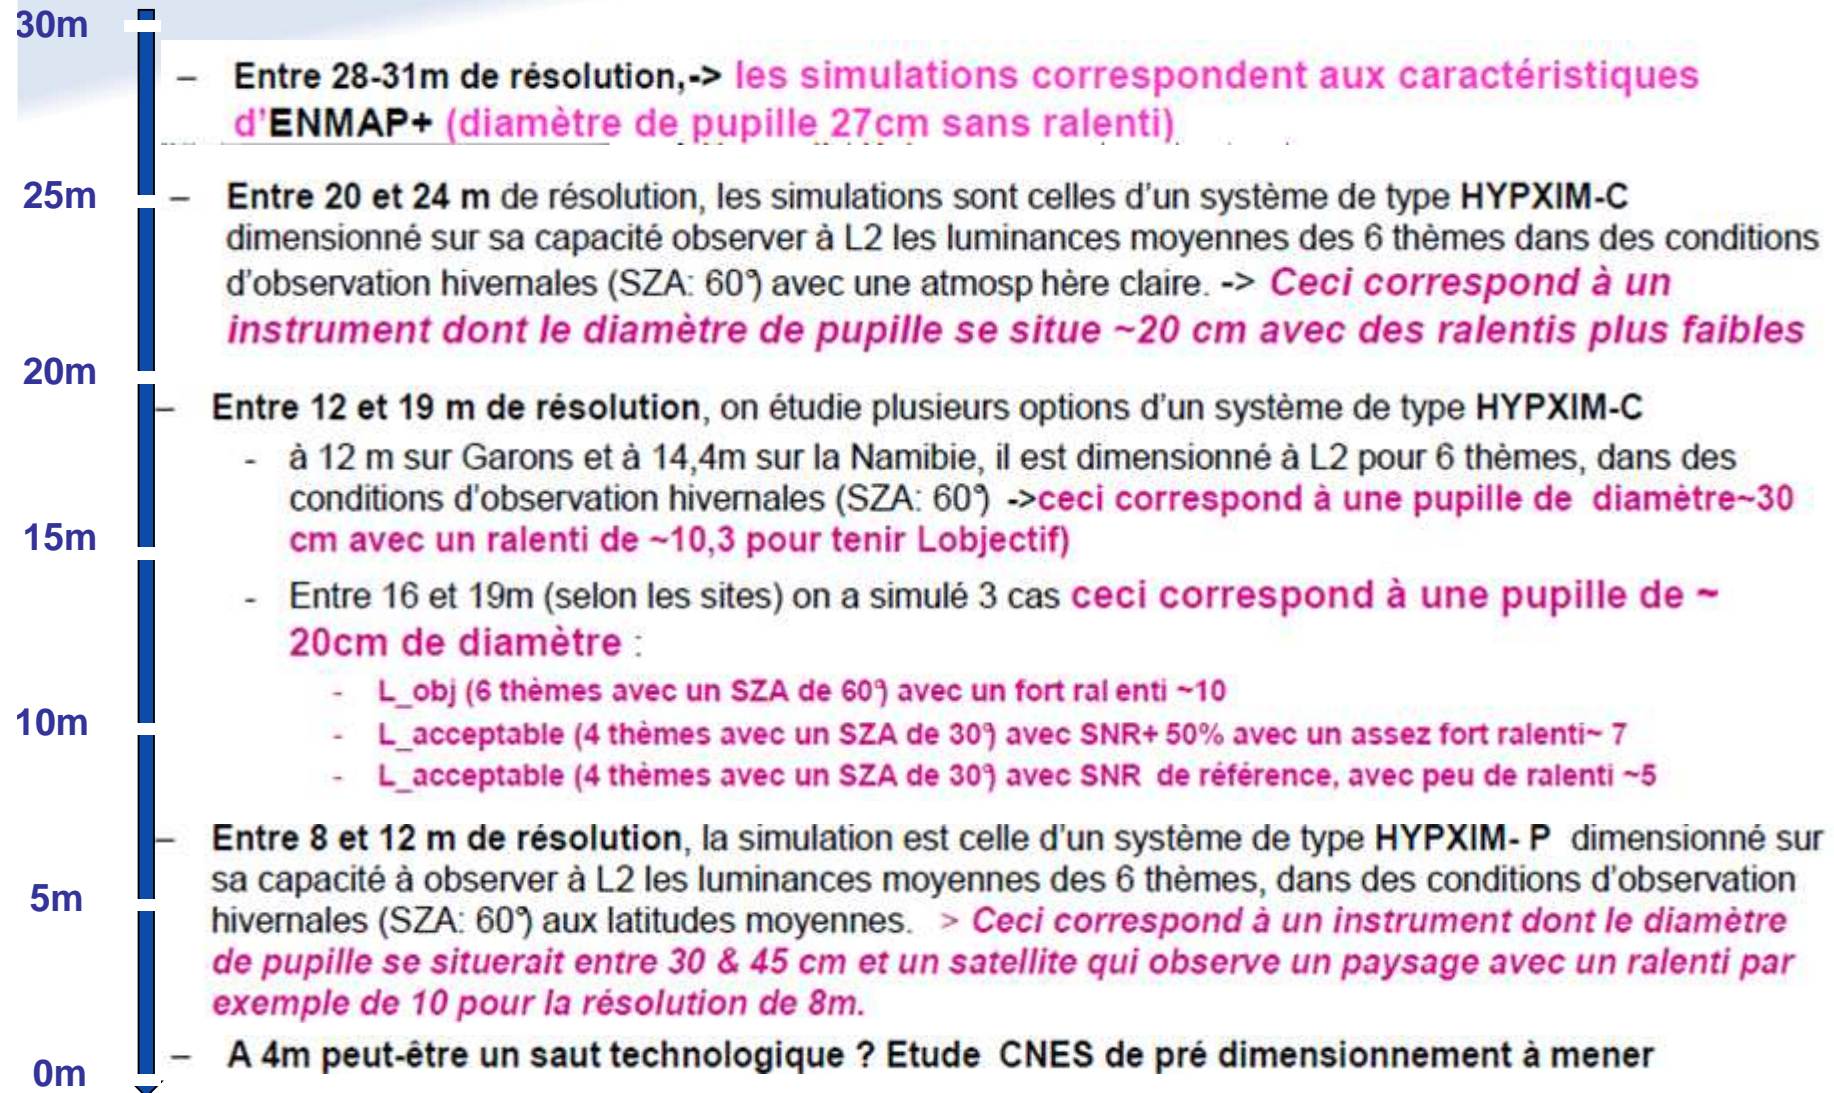 30m
– Entre 28-31m de résolution,-> les simulations correspondent aux caractéristiques
d'ENMAP+ (diamètre de pupille 27cm sans ralenti)
25m
– Entre 20 et 24 m de résolution, les simulations sont celles d'un système de type HYPXIM-C
dimensionné sur sa capacité observer à L2 les luminances moyennes des 6 thèmes dans des conditions
d'observation hivernales (SZA: 60°) avec une atmosp hère claire. -> Ceci correspond à un
instrument dont le diamètre de pupille se situe ~20 cm avec des ralentis plus faibles
20m
– Entre 12 et 19 m de résolution, on étudie plusieurs options d'un système de type HYPXIM-C
- à 12 m sur Garons et à 14,4m sur la Namibie, il est dimensionné à L2 pour 6 thèmes, dans des
conditions d'observation hivernales (SZA: 60°) ->ceci correspond à une pupille de diamètre~30
15m
cm avec un ralenti de ~10,3 pour tenir Lobjectif)
- Entre 16 et 19m (selon les sites) on a simulé 3 cas ceci correspond à une pupille de ~
20cm de diamètre :
- L_obj (6 thèmes avec un SZA de 60°) avec un fort ral enti ~10
10m
- L_acceptable (4 thèmes avec un SZA de 30°) avec SNR+ 50% avec un assez fort ralenti~ 7
- L_acceptable (4 thèmes avec un SZA de 30°) avec SNR de référence, avec peu de ralenti ~5
– Entre 8 et 12 m de résolution, la simulation est celle d'un système de type HYPXIM- P dimensionné sur
sa capacité à observer à L2 les luminances moyennes des 6 thèmes, dans des conditions d'observation
5m
hivernales (SZA: 60°) aux latitudes moyennes. > Ceci correspond à un instrument dont le diamètre
de pupille se situerait entre 30 & 45 cm et un satellite qui observe un paysage avec un ralenti par
exemple de 10 pour la résolution de 8m.
– A 4m peut-être un saut technologique ? Etude CNES de pré dimensionnement à mener
0m